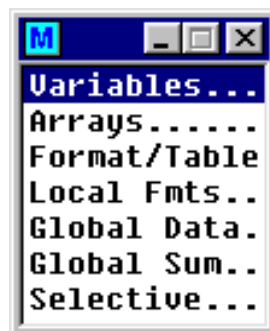 M
Variables...
Arrays......
Format/Table
Local Fmts..
Global Data.
Global Sum..
Selective...